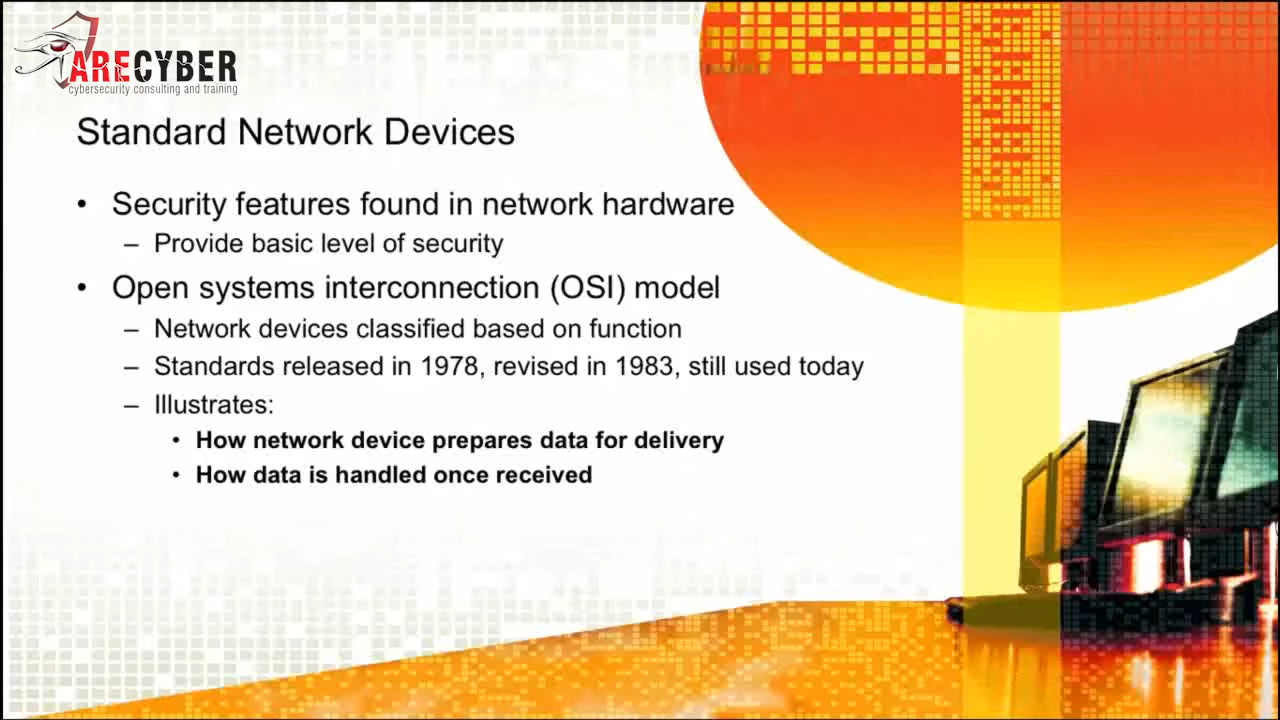 ARECYBER
cybersecurity consulting and training
Standard Network Devices
• Security features found in network hardware
– Provide basic level of security
• Open systems interconnection (OSI) model
– Network devices classified based on function
– Standards released in 1978, revised in 1983, still used today
– Illustrates:
• How network device prepares data for delivery
• How data is handled once received